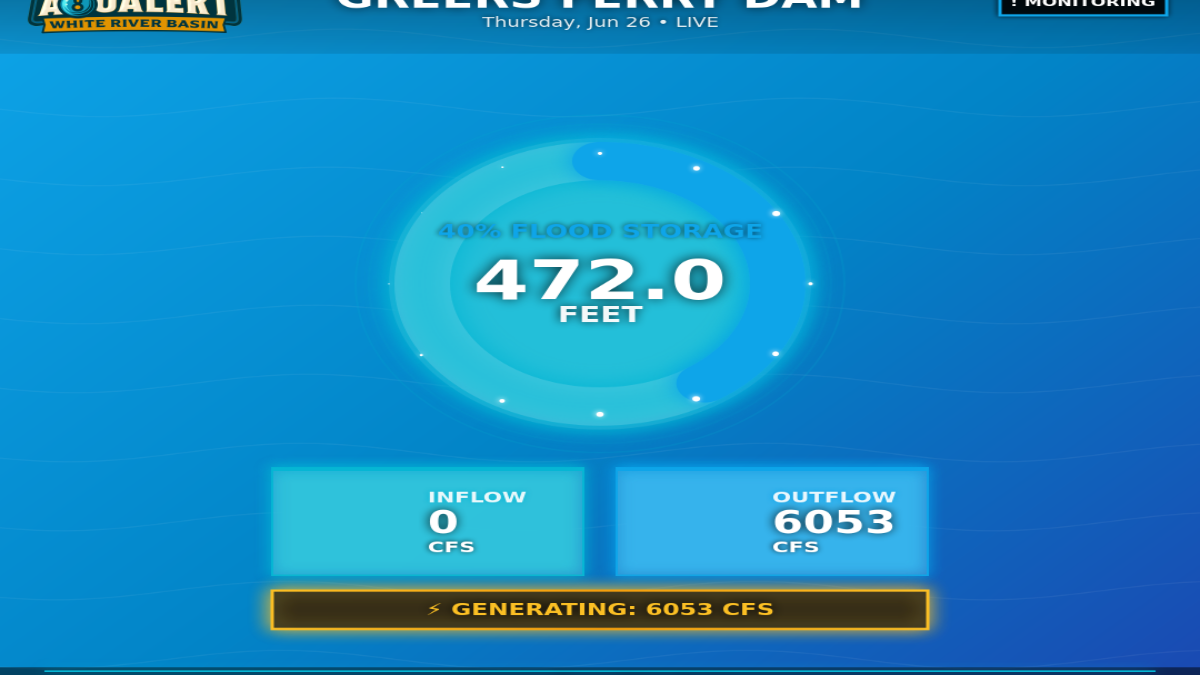 AQUALERT
WHITE RIVER BASIN
GREERS FERRY DAM
Thursday, Jun 26 • LIVE
! MONITORING
40% FLOOD STORAGE
472.0
FEET
INFLOW
0
CFS
OUTFLOW
6053
CFS
⚡ GENERATING: 6053 CFS